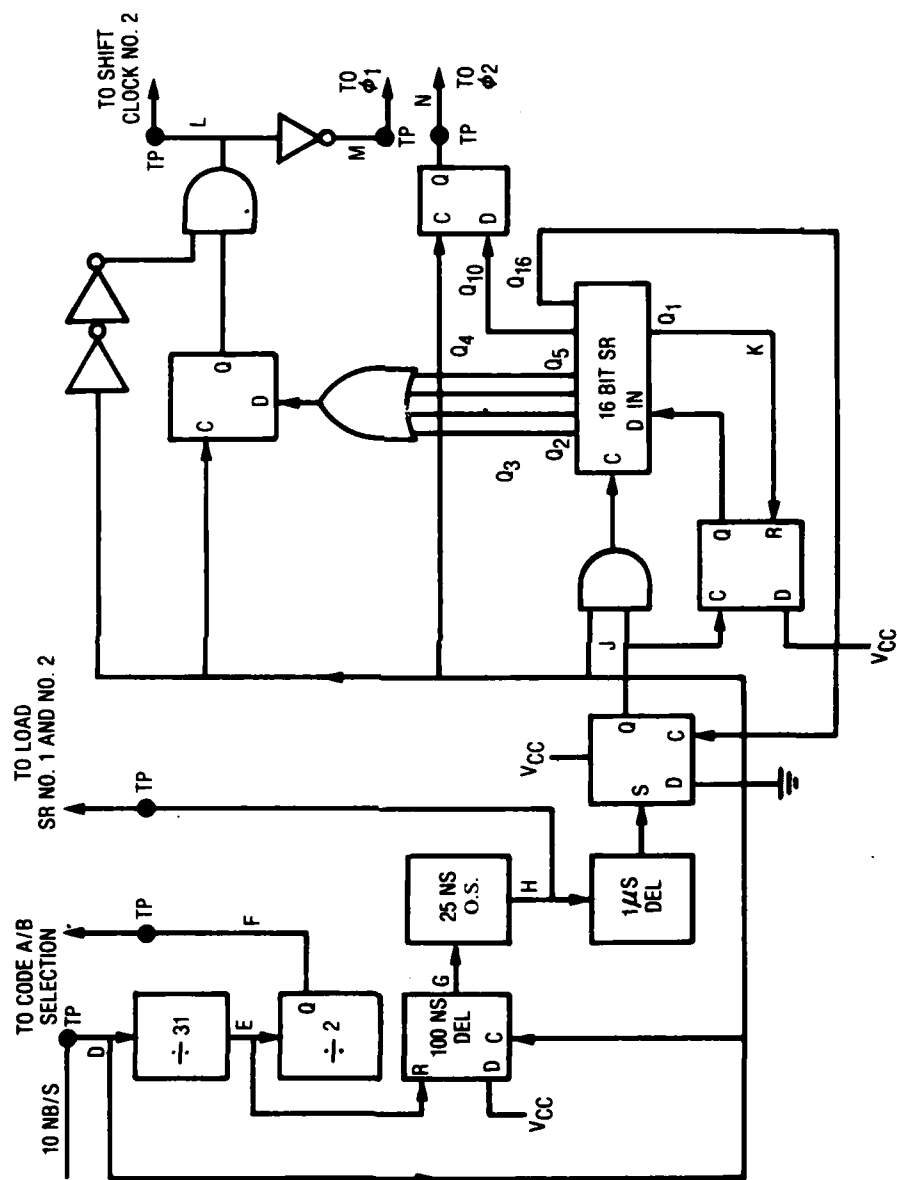 10 NB/S
TP
D
TO CODE A/B
SELECTION
TP
F
÷ 31
E
Q
÷ 2
R
100 NS
DEL
D C
VCC
G
25 NS
O.S.
H
TO LOAD
SR NO. 1 AND NO. 2
TP
1μS
DEL
VCC
S
Q
D
C
J
C
Q
D
R
VCC
K
C
D IN
16 BIT SR
Q1
Q2
Q3
Q4
Q5
Q10
Q16
C
Q
D
C
Q
D
TP
N
TO
ϕ2
TP
L
TO SHIFT
CLOCK NO. 2
M
TP
TO
ϕ1